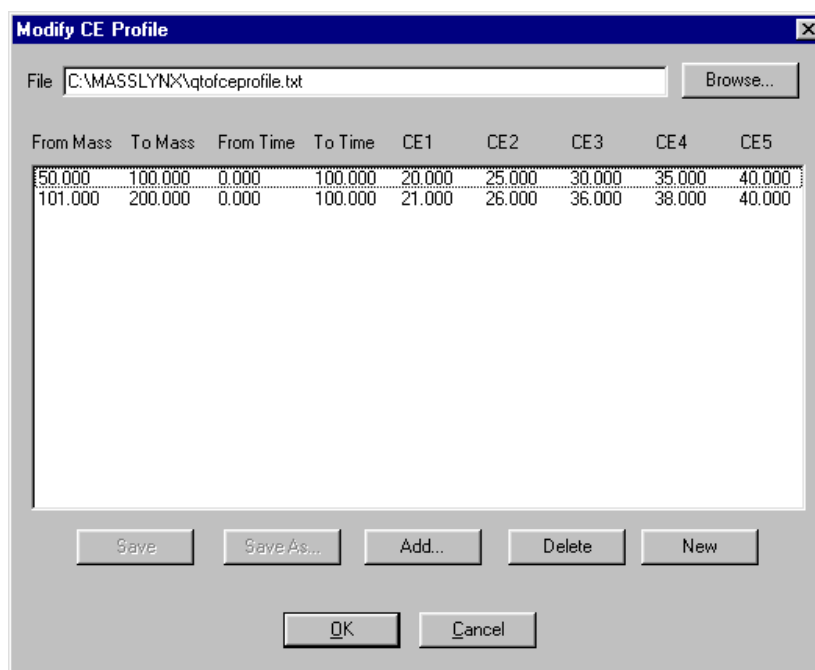 Modify CE Profile
File C:\MASSLYNX\qtofceprofile.txt Browse...
From Mass To Mass From Time To Time CE1 CE2 CE3 CE4 CE5
50.000 100.000 0.000 100.000 20.000 25.000 30.000 35.000 40.000
101.000 200.000 0.000 100.000 21.000 26.000 36.000 38.000 40.000
Save Save As... Add... Delete New
OK Cancel